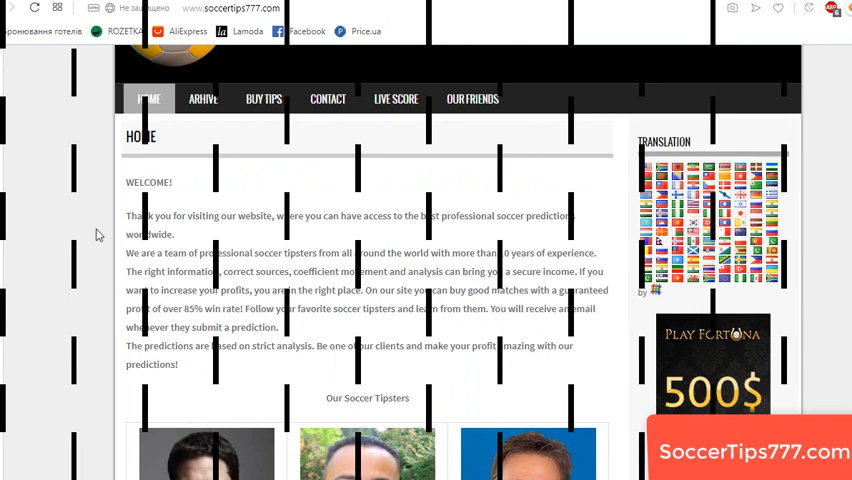 Не защищено www.soccertips777.com
бронювання готелів ROZETKA AliExpress la Lamoda Facebook P Price.ua
HOME ARHIVE BUY TIPS CONTACT LIVE SCORE OUR FRIENDS
HOME
WELCOME!
Thank you for visiting our website, where you can have access to the best professional soccer predictions
worldwide.
We are a team of professional soccer tipsters from all around the world with more than 10 years of experience.
The right information, correct sources, coefficient movement and analysis can bring you a secure income. If you
want to increase your profits, you are in the right place. On our site you can buy good matches with a guaranteed
profit of over 85% win rate! Follow your favorite soccer tipsters and learn from them. You will receive an email
whenever they submit a prediction.
The predictions are based on strict analysis. Be one of our clients and make your profit amazing with our
predictions!
Our Soccer Tipsters
TRANSLATION
by
PLAY FORTUNA
500$
SoccerTips777.com